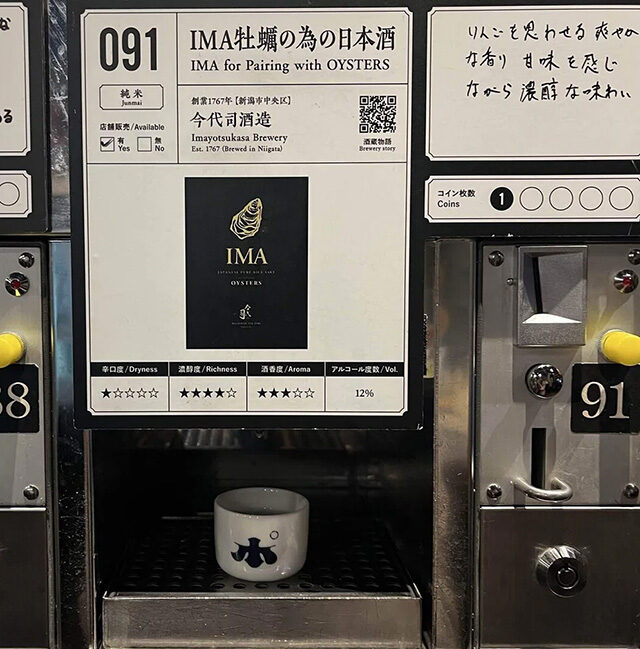 091
純米
Junmai
店舗販売/Available
有
Yes
無
No
IMA牡蠣の為の日本酒
IMA for Pairing with OYSTERS
創業1767年【新潟市中央区】
今代司酒造
Imayotsukasa Brewery
Est. 1767 (Brewed in Niigata)
酒蔵物語
Brewery story
IMA
OYSTERS
辛口度/Dryness
濃醇度/Richness
酒香度/Aroma
アルコール度数/Vol.
★☆☆☆☆
★★★★☆
★★★☆☆
12%
りんごを思わせる爽やか
な香り 甘味を感じ
ながら濃醇な味わい
コイン枚数
Coins
1
88
91